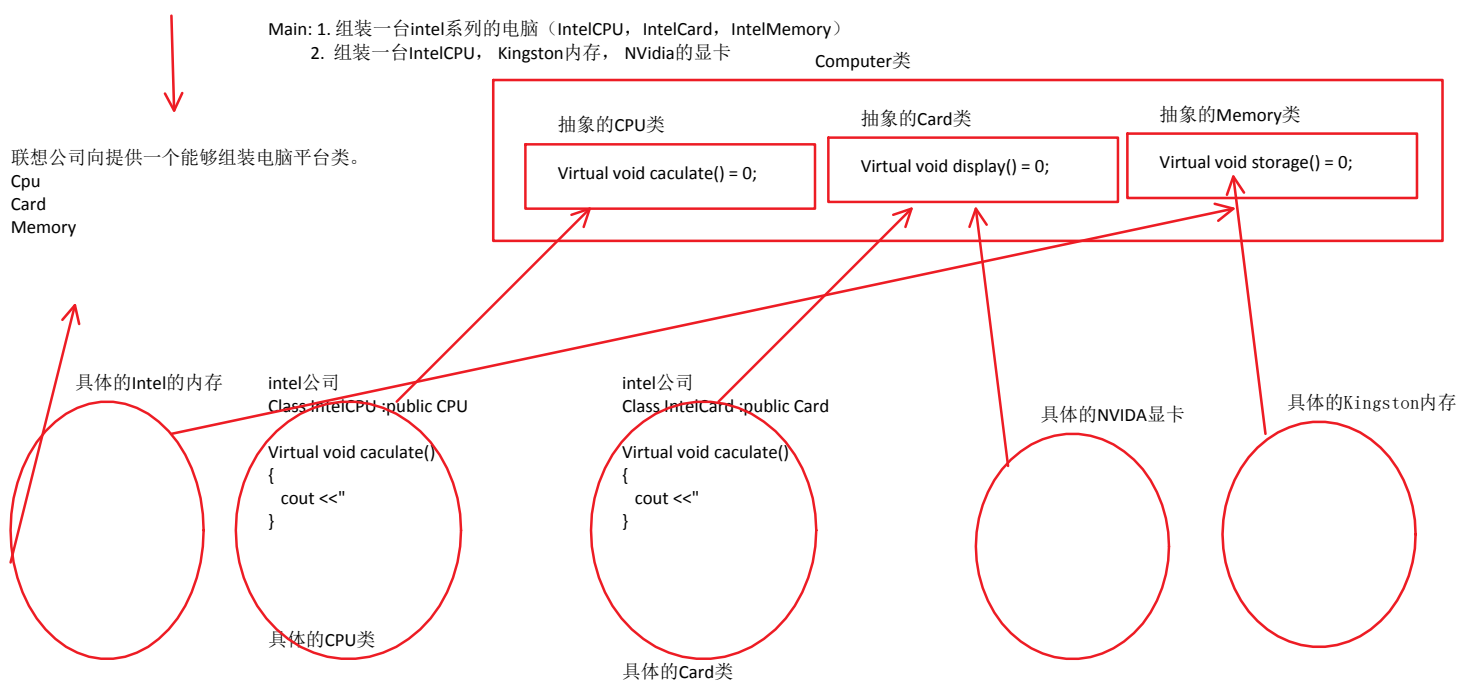 Main: 1. 组装一台intel系列的电脑（IntelCPU，IntelCard，IntelMemory）
2. 组装一台IntelCPU， Kingston内存， NVidia的显卡
Computer类
抽象的CPU类
抽象的Card类
抽象的Memory类
Virtual void caculate() = 0;
Virtual void display() = 0;
Virtual void storage() = 0;
联想公司向提供一个能够组装电脑平台类。
Cpu
Card
Memory
具体的Intel的内存
intel公司
Class IntelCPU :public CPU
Virtual void caculate()
{
cout <<"
}
具体的CPU类
intel公司
Class IntelCard :public Card
Virtual void caculate()
{
cout <<"
}
具体的Card类
具体的NVIDA显卡
具体的Kingston内存